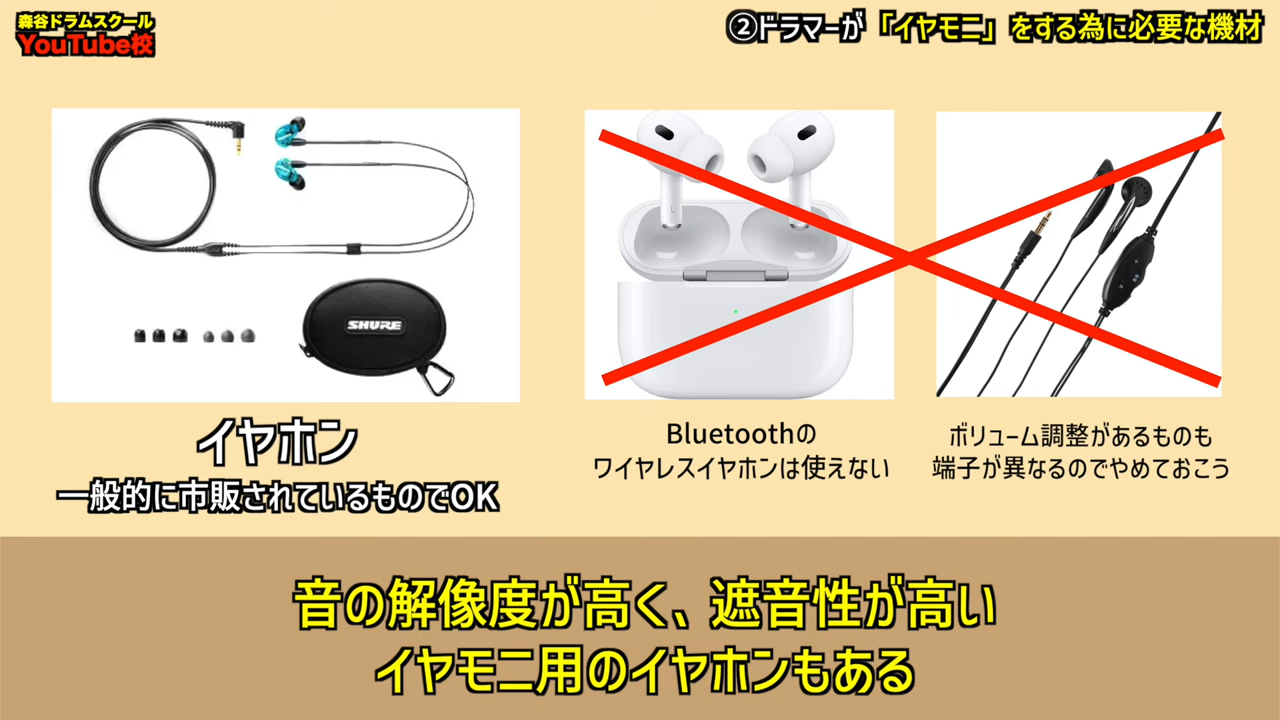 森谷ドラムスクール
YouTube校
②ドラマーが「イヤモニ」をする為に必要な機材
SHURE
L
イヤホン
一般的に市販されているものでOK
Bluetoothの
ワイヤレスイヤホンは使えない
ボリューム調整があるものも
端子が異なるのでやめておこう
音の解像度が高く、遮音性が高い
イヤモニ用のイヤホンもある